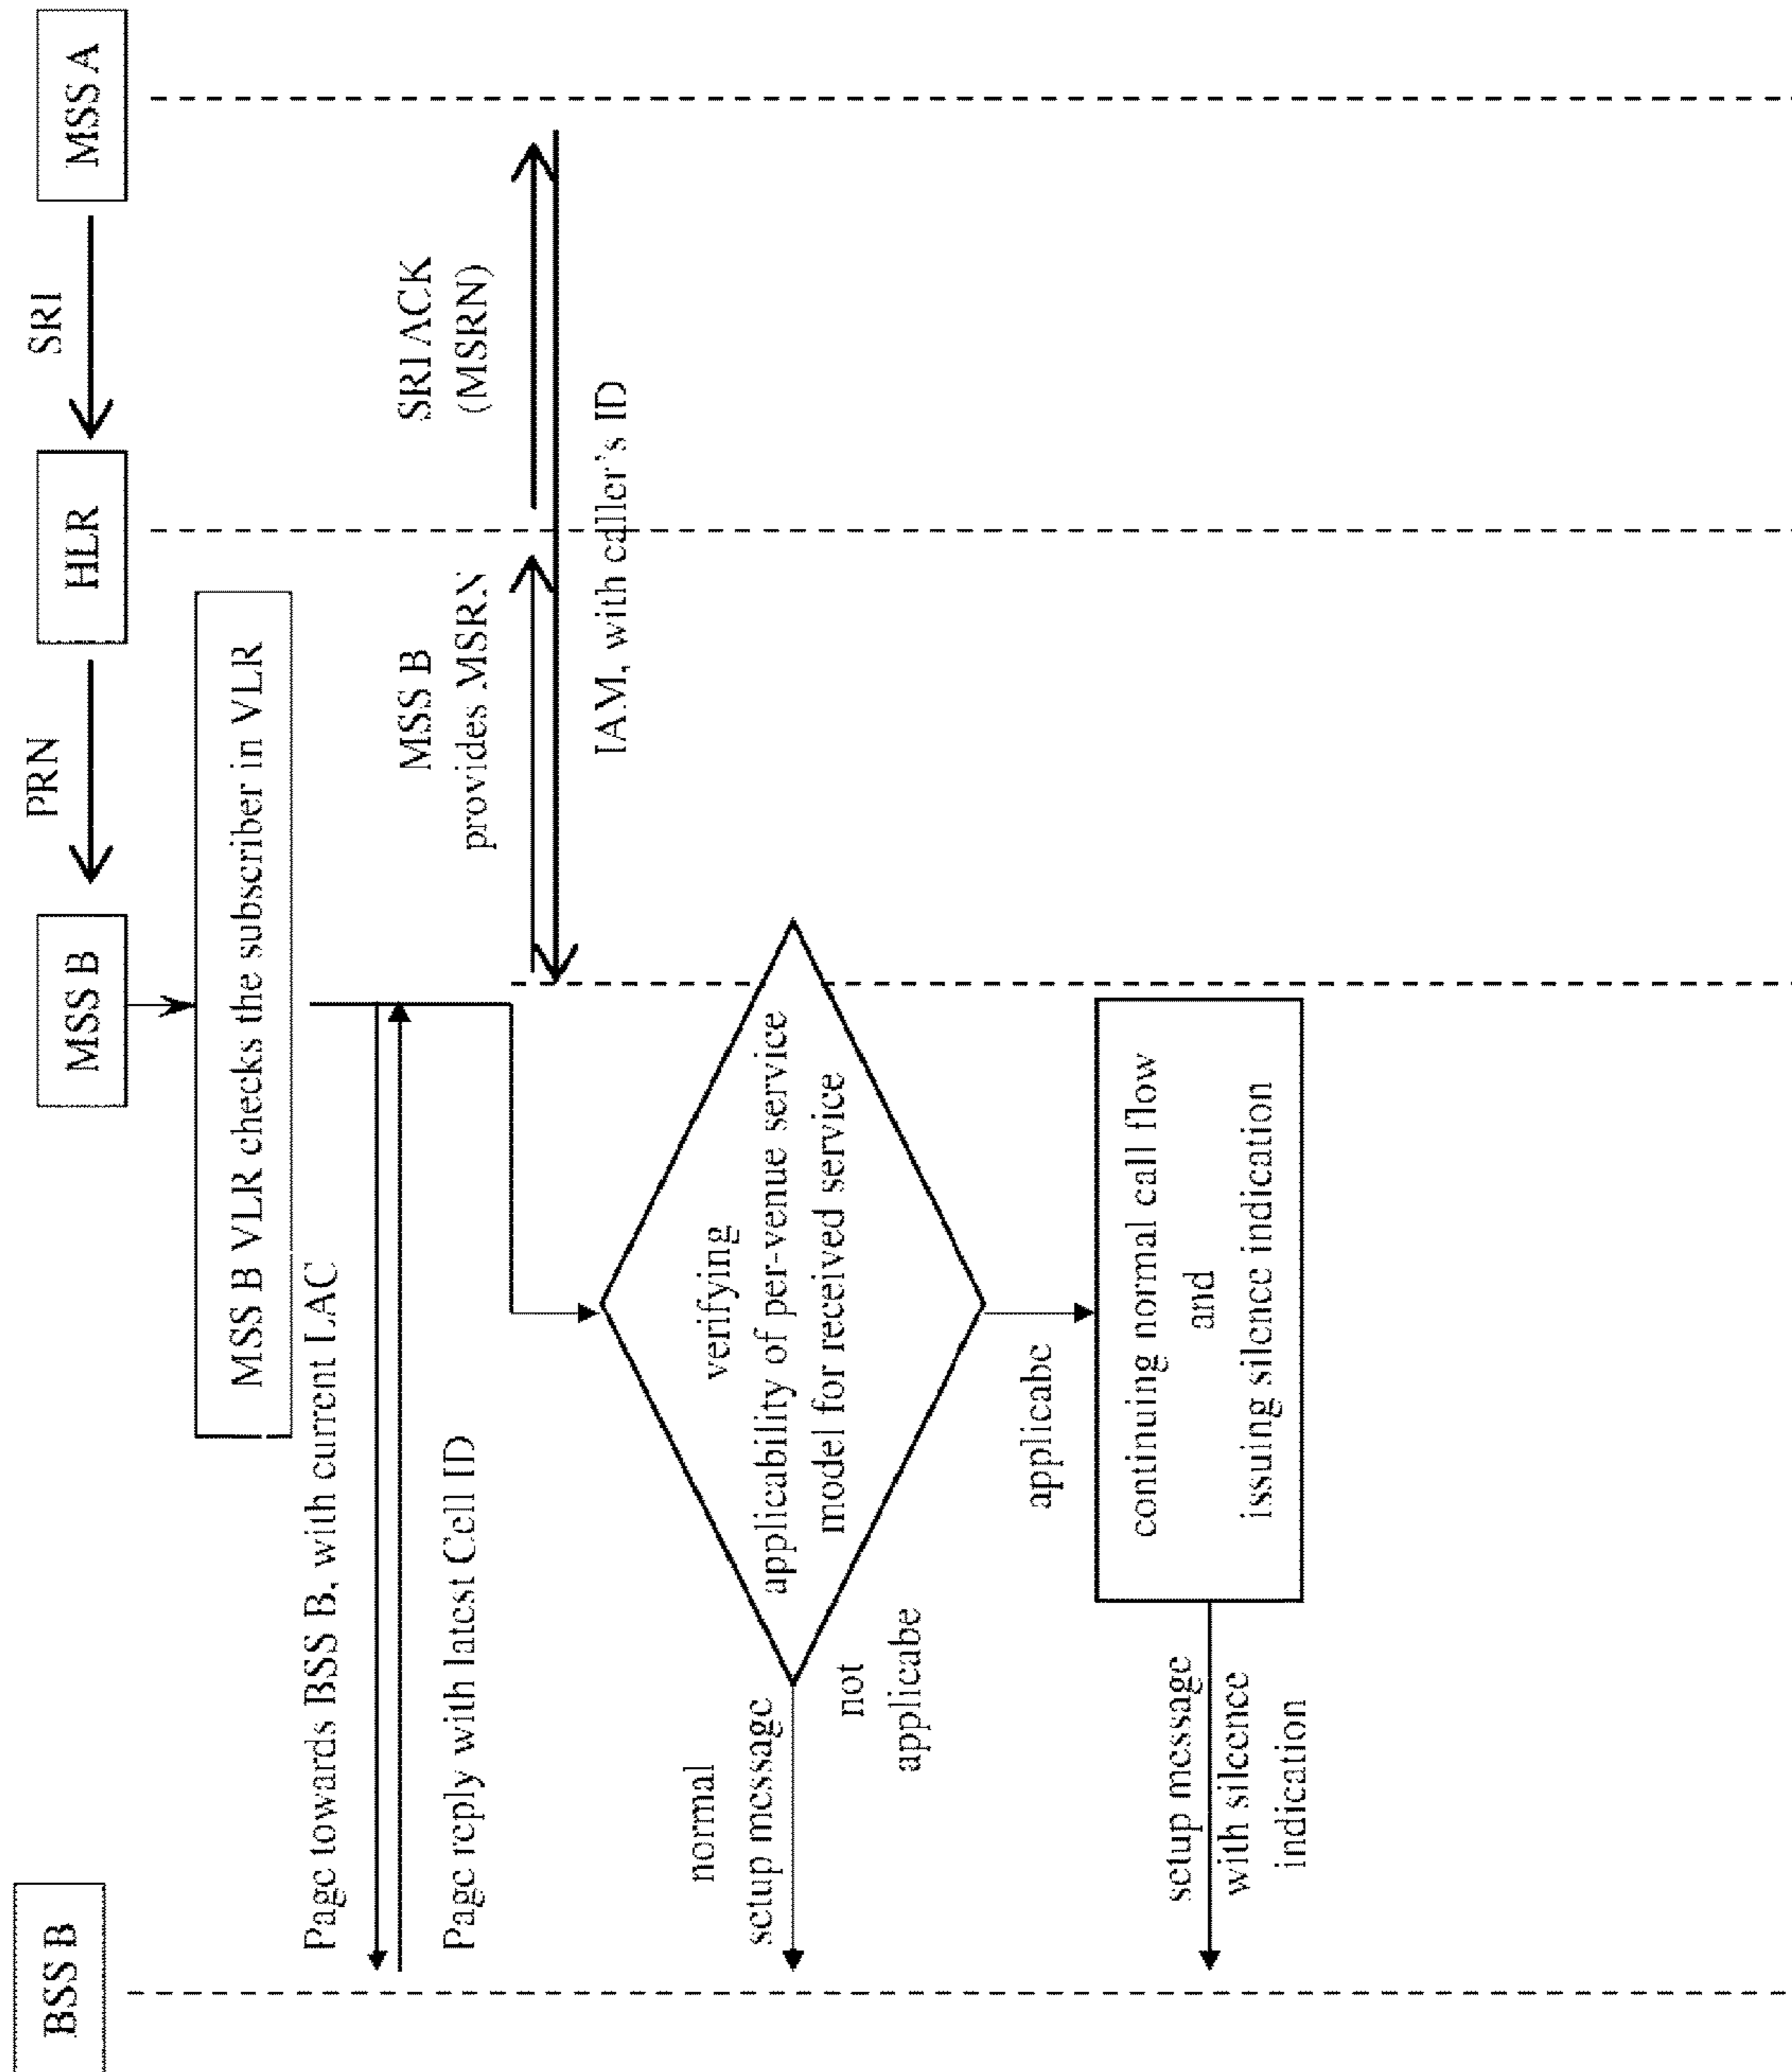 BSS B
MSS B
PRN
HLR
SRI
MSS A
MSS B VLR checks the subscriber in VLR
Page towards BSS B, with current LAC
Page reply with latest Cell ID
MSS B
provides MSRN
SRI ACK
(MSRN)
IAM, with caller's ID
verifying
applicability of per-venue service
model for received service
normal
setup message
not
applicabe
applicabe
continuing normal call flow
and
issuing silence indication
setup message
with silcence
indication